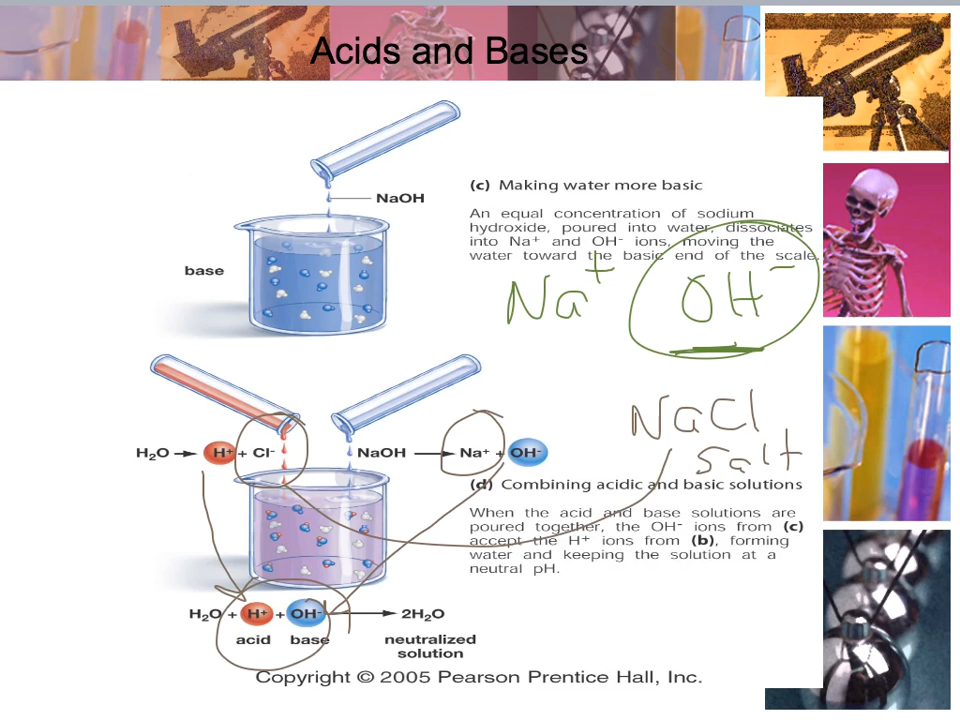 Acids and Bases
NaOH
base
(c) Making water more basic
An equal concentration of sodium
hydroxide, poured into water, dissociates
into Na⁺ and OH⁻ ions, moving the
water toward the basic end of the scale.
Na⁺ OH⁻
NaCl
Salt
H₂O → H⁺ + Cl⁻
NaOH → Na⁺ + OH⁻
(d) Combining acidic and basic solutions
When the acid and base solutions are
poured together, the OH⁻ ions from (c)
accept the H⁺ ions from (b), forming
water and keeping the solution at a
neutral pH.
H₂O + H⁺ + OH⁻ → 2H₂O
acid base neutralized
solution
Copyright © 2005 Pearson Prentice Hall, Inc.